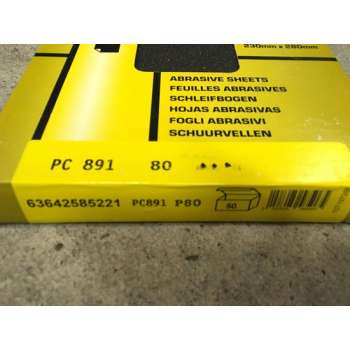 230mm x 280mm
ABRASIVE SHEETS
FEUILLES ABRASIVES
SCHLEIFBOGEN
HOJAS ABRASIVAS
FOGLI ABRASIVI
SCHUURVELLEN
PC 891 80
63642585221 PC891 P80
50